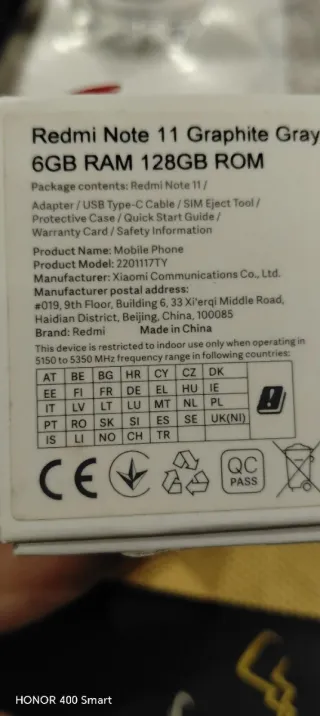 Redmi Note 11 Graphite Gray
6GB RAM 128GB ROM
Package contents: Redmi Note 11 /
Adapter / USB Type-C Cable / SIM Eject Tool /
Protective Case / Quick Start Guide /
Warranty Card / Safety Information
Product Name: Mobile Phone
Product Model: 2201117TY
Manufacturer: Xiaomi Communications Co., Ltd.
Manufacturer postal address:
#019, 9th Floor, Building 6, 33 Xi'erqi Middle Road,
Haidian District, Beijing, China, 100085
Brand: Redmi Made in China
This device is restricted to indoor use only when operating in
5150 to 5350 MHz frequency range in following countries:
AT BE BG HR CY CZ DK
EE FI FR DE EL HU IE
IT LV LT LU MT NL PL
PT RO SK SI ES SE UK(NI)
IS LI NO CH TR
CE
QC
PASS
HONOR 400 Smart